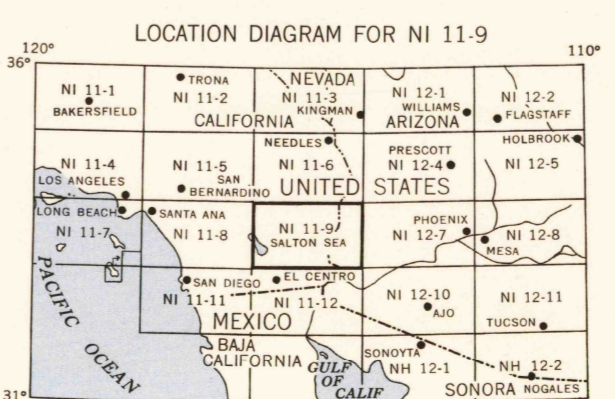 LOCATION DIAGRAM FOR NI 11-9
120°
110°
36°
NI 11-1
BAKERSFIELD
TRONA
NI 11-2
NEVADA
NI 11-3
KINGMAN
CALIFORNIA
NI 12-1
WILLIAMS
ARIZONA
NI 12-2
FLAGSTAFF
HOLBROOK
NEEDLES
NI 11-4
LOS ANGELES
NI 11-5
SAN
BERNARDINO
NI 11-6
PRESCOTT
NI 12-4
NI 12-5
UNITED STATES
LONG BEACH
NI 11-7
SANTA ANA
NI 11-8
NI 11-9
SALTON SEA
PHOENIX
NI 12-7
NI 12-8
MESA
SAN DIEGO
EL CENTRO
NI 11-11
NI 11-12
NI 12-10
AJO
NI 12-11
TUCSON
MEXICO
BAJA
CALIFORNIA
PACIFIC OCEAN
GULF
OF
CALIF
SONOYTA
NH 12-1
NH 12-2
SONORA
NOGALES
31°